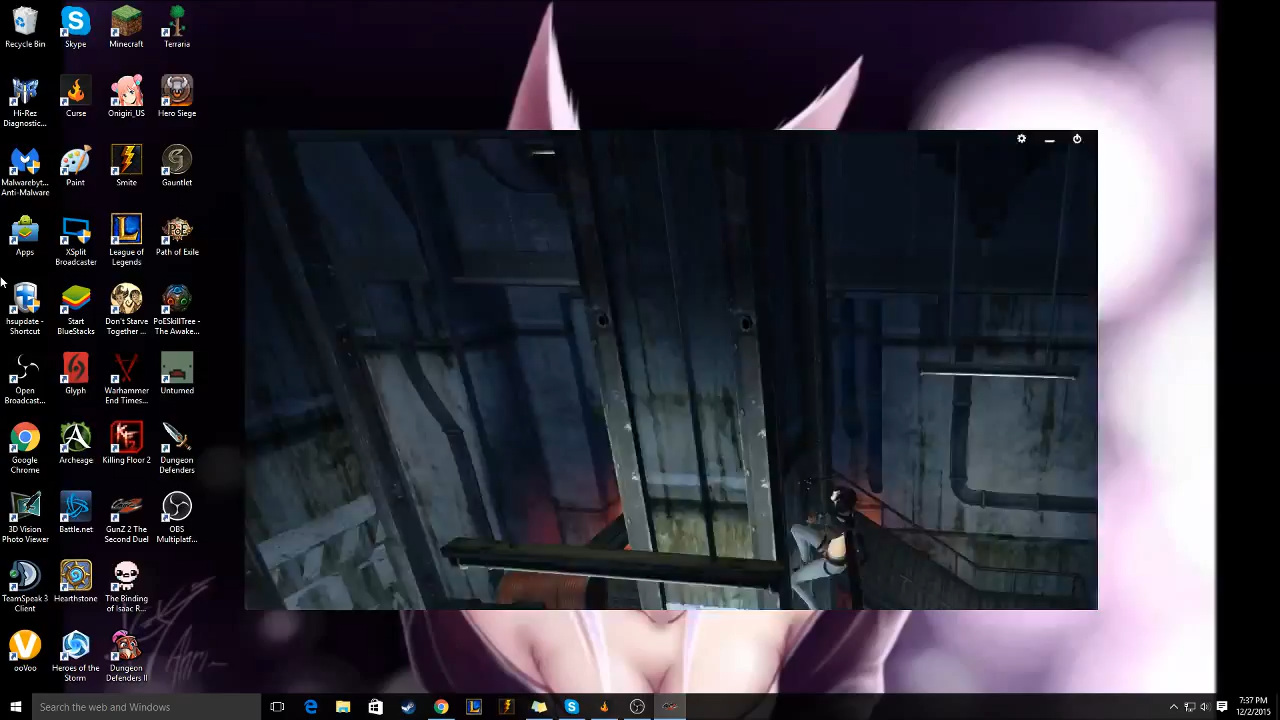 Recycle Bin
Skype
Minecraft
Terraria
Hi-Rez
Diagnostic...
Curse
Onigiri_US
Hero Siege
Malwarebyt...
Anti-Malware
Paint
Smite
Gauntlet
Apps
XSplit
Broadcaster
League of
Legends
Path of Exile
hsupdate -
Shortcut
Start
BlueStacks
Don't Starve
Together ...
PoESkillTree -
The Awake...
Open
Broadcast...
Glyph
Warhammer
End Times...
Unturned
Google
Chrome
Archeage
Killing Floor 2
Dungeon
Defenders
3D Vision
Photo Viewer
Battle.net
GunZ 2 The
Second Duel
OBS
Multiplatf...
TeamSpeak 3
Client
Hearthstone
The Binding
of Isaac R...
ooVoo
Heroes of the
Storm
Dungeon
Defenders II
Search the web and Windows
7:37 PM
12/2/2015